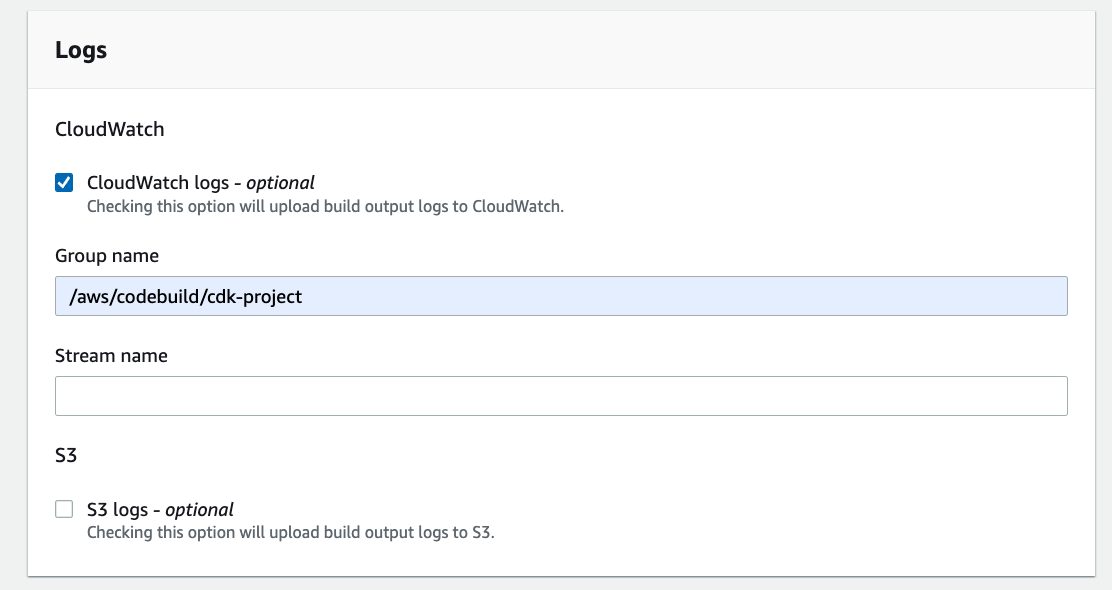 Logs
CloudWatch
CloudWatch logs - optional
Checking this option will upload build output logs to CloudWatch.
Group name
/aws/codebuild/cdk-project
Stream name
S3
S3 logs - optional
Checking this option will upload build output logs to S3.